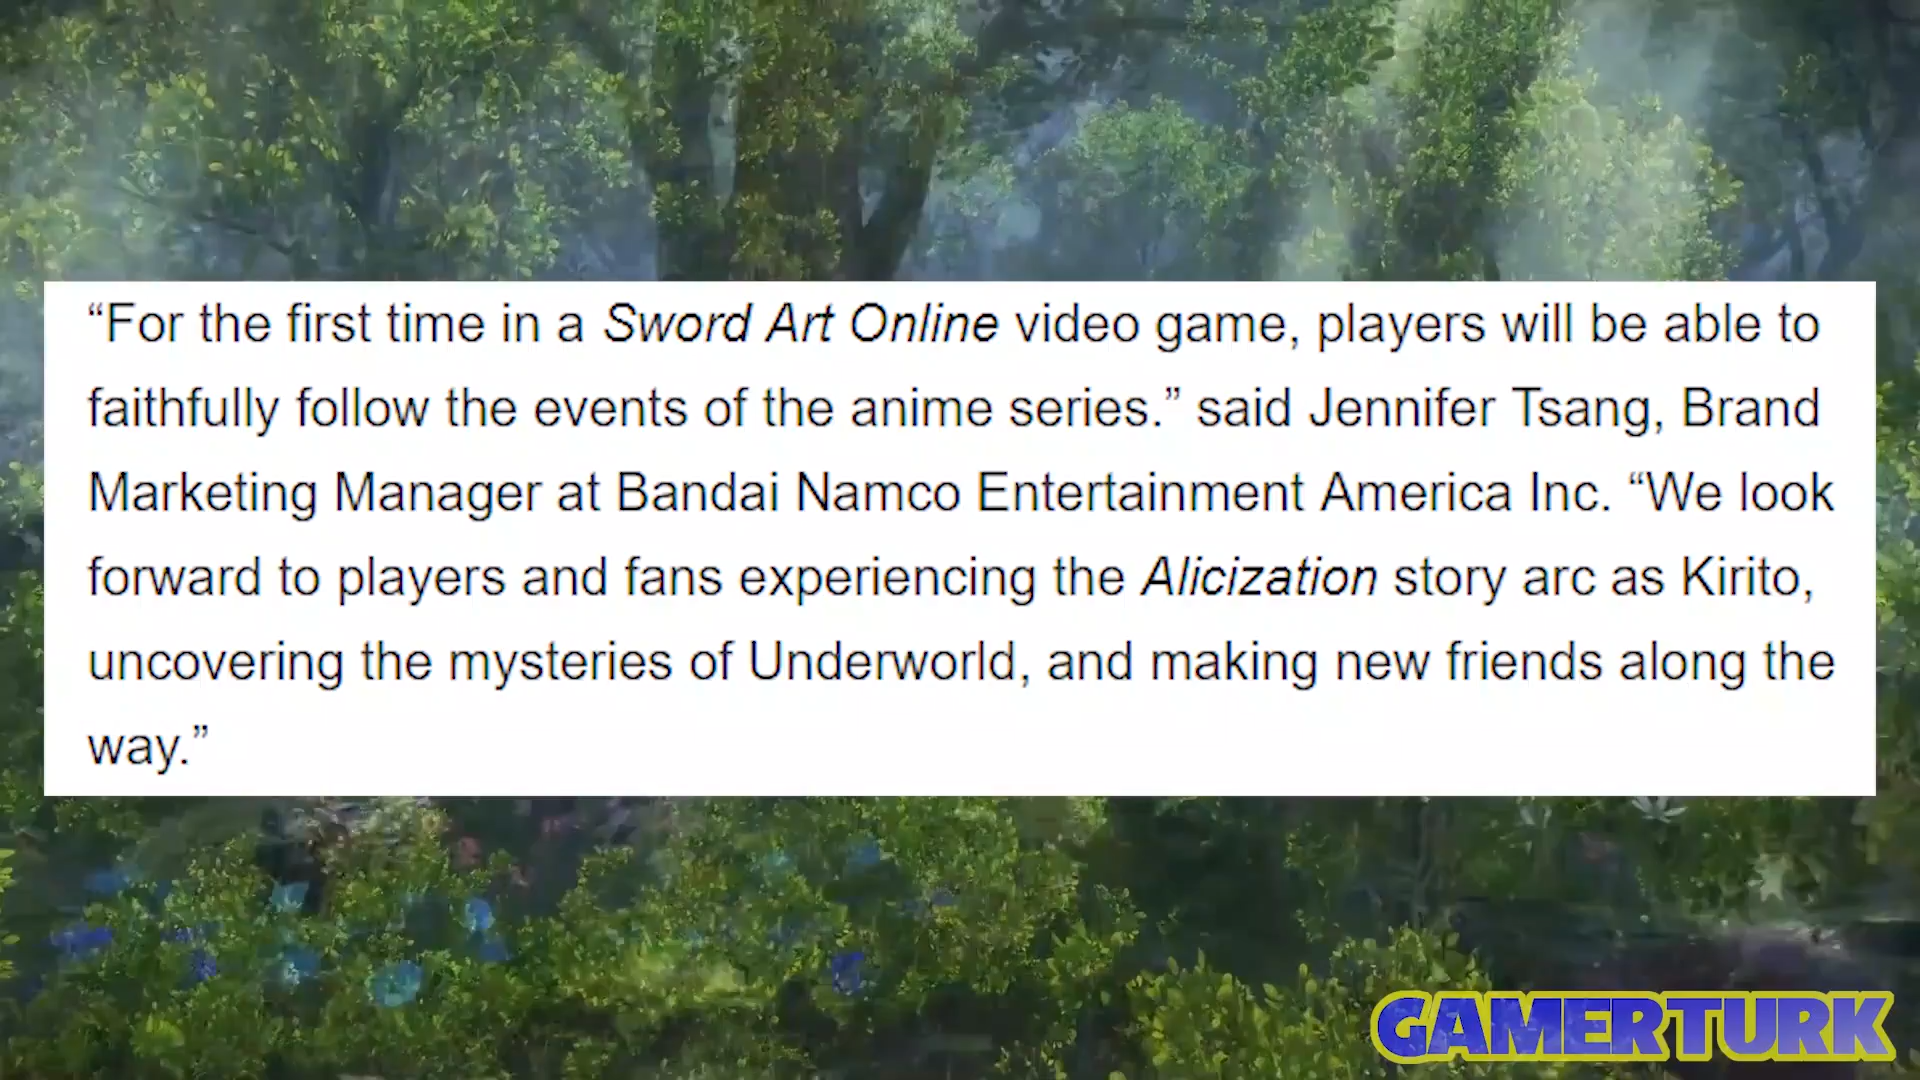 “For the first time in a Sword Art Online video game, players will be able to
faithfully follow the events of the anime series.” said Jennifer Tsang, Brand
Marketing Manager at Bandai Namco Entertainment America Inc. “We look
forward to players and fans experiencing the Alicization story arc as Kirito,
uncovering the mysteries of Underworld, and making new friends along the
way.”
GAMERTURK